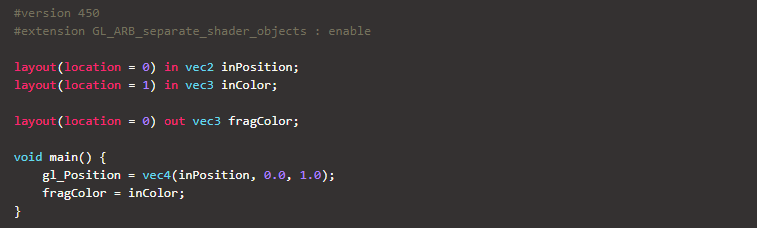 #version 450
#extension GL_ARB_separate_shader_objects : enable
layout(location = 0) in vec2 inPosition;
layout(location = 1) in vec3 inColor;
layout(location = 0) out vec3 fragColor;
void main() {
    gl_Position = vec4(inPosition, 0.0, 1.0);
    fragColor = inColor;
}